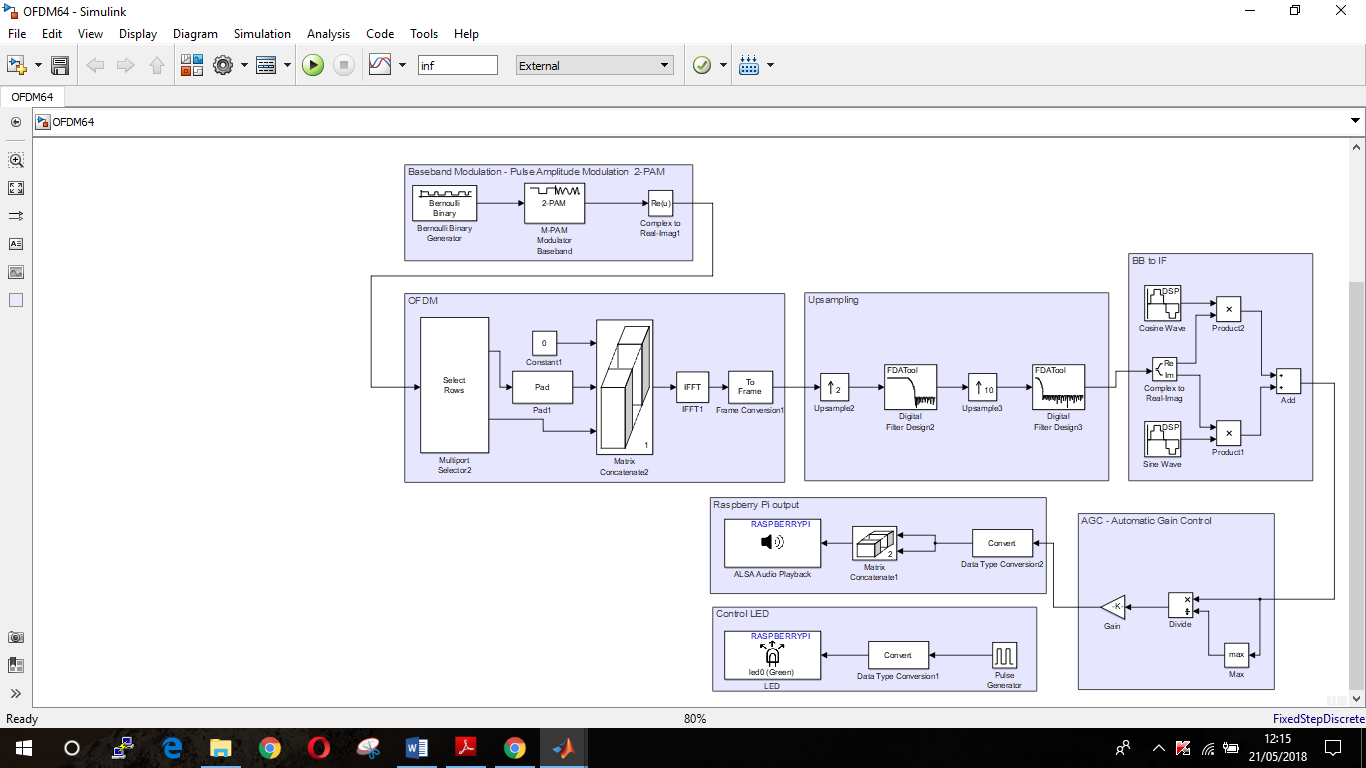 OFDM64 - Simulink
File Edit View Display Diagram Simulation Analysis Code Tools Help
inf
External
OFDM64
OFDM64
Baseband Modulation - Pulse Amplitude Modulation 2-PAM
Bernoulli
Binary
Bernoulli Binary
Generator
2-PAM
M-PAM
Modulator
Baseband
Re(u)
Complex to
Real-Imag1
OFDM
Select
Rows
Multiport
Selector2
0
Constant1
Pad
Pad1
1
Matrix
Concatenate2
IFFT
IFFT1
To
Frame
Frame Conversion1
Upsampling
2
Upsample2
FDATool
Digital
Filter Design2
10
Upsample3
FDATool
Digital
Filter Design3
BB to IF
DSP
Cosine Wave
Product2
Re
Im
Complex to
Real-Imag
Add
DSP
Sine Wave
Product1
Raspberry Pi output
RASPBERRYPI
ALSA Audio Playback
2
Matrix
Concatenate1
Convert
Data Type Conversion2
AGC - Automatic Gain Control
-K-
Gain
Divide
max
Max
Control LED
RASPBERRYPI
led0 (Green)
LED
Convert
Data Type Conversion1
Pulse
Generator
Ready
80%
FixedStepDiscrete
12:15
21/05/2018